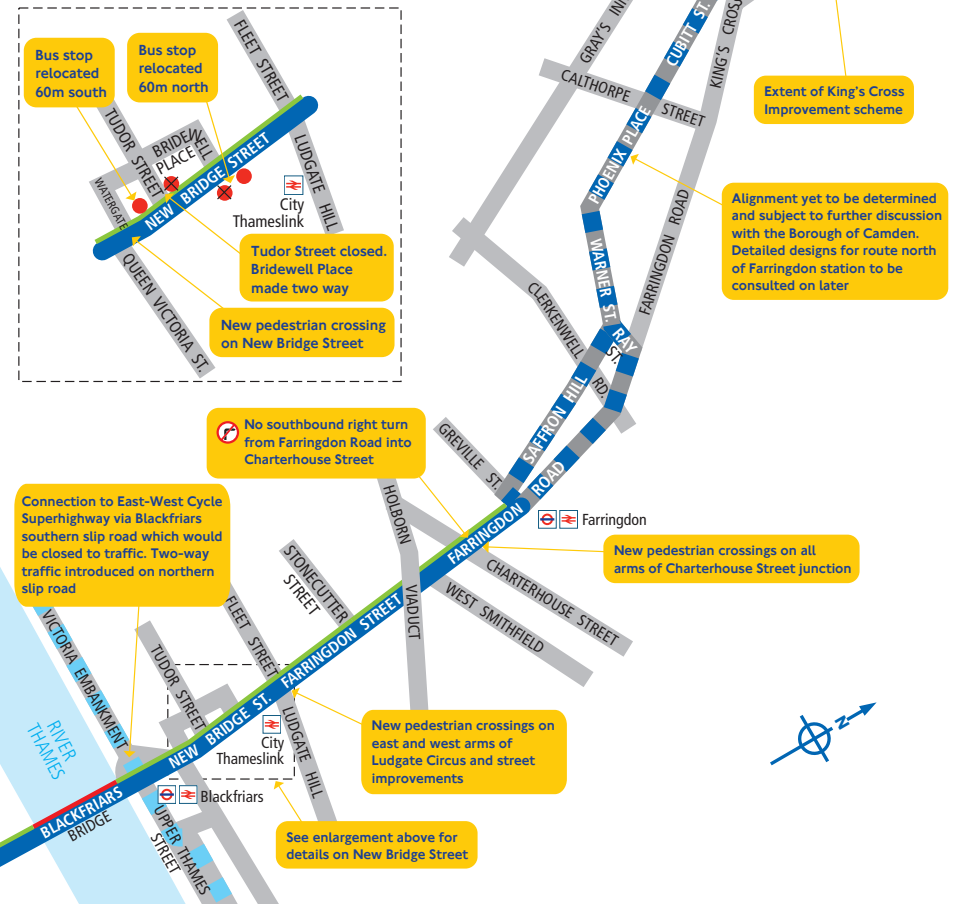 Bus stop
relocated
60m south
Bus stop
relocated
60m north
FLEET STREET
TUDOR STREET
BRIDEWELL
PLACE
WATERGATE
NEW BRIDGE STREET
LUDGATE HILL
City
Thameslink
QUEEN VICTORIA ST.
Tudor Street closed.
Bridewell Place
made two way
New pedestrian crossing
on New Bridge Street
GRAY'S INN
CUBITT ST.
KING'S CROSS
CALTHORPE STREET
PHOENIX PLACE
FARRINGDON ROAD
Extent of King's Cross
Improvement scheme
Alignment yet to be determined
and subject to further discussion
with the Borough of Camden.
Detailed designs for route north
of Farringdon station to be
consulted on later
WARNER ST.
RAY
ST.
CLERKENWELL RD.
SAFFRON HILL
GREVILLE ST.
No southbound right turn
from Farringdon Road into
Charterhouse Street
FARRINGDON ROAD
Farringdon
HOLBORN VIADUCT
New pedestrian crossings on all
arms of Charterhouse Street junction
CHARTERHOUSE STREET
WEST SMITHFIELD
Connection to East-West Cycle
Superhighway via Blackfriars
southern slip road which would
be closed to traffic. Two-way
traffic introduced on northern
slip road
STONECUTTER
STREET
FLEET STREET
FARRINGDON STREET
VICTORIA EMBANKMENT
TUDOR STREET
NEW BRIDGE ST.
LUDGATE HILL
City
Thameslink
RIVER
THAMES
New pedestrian crossings on
east and west arms of
Ludgate Circus and street
improvements
N
Blackfriars
BLACKFRIARS
BRIDGE
UPPER THAMES
STREET
See enlargement above for
details on New Bridge Street